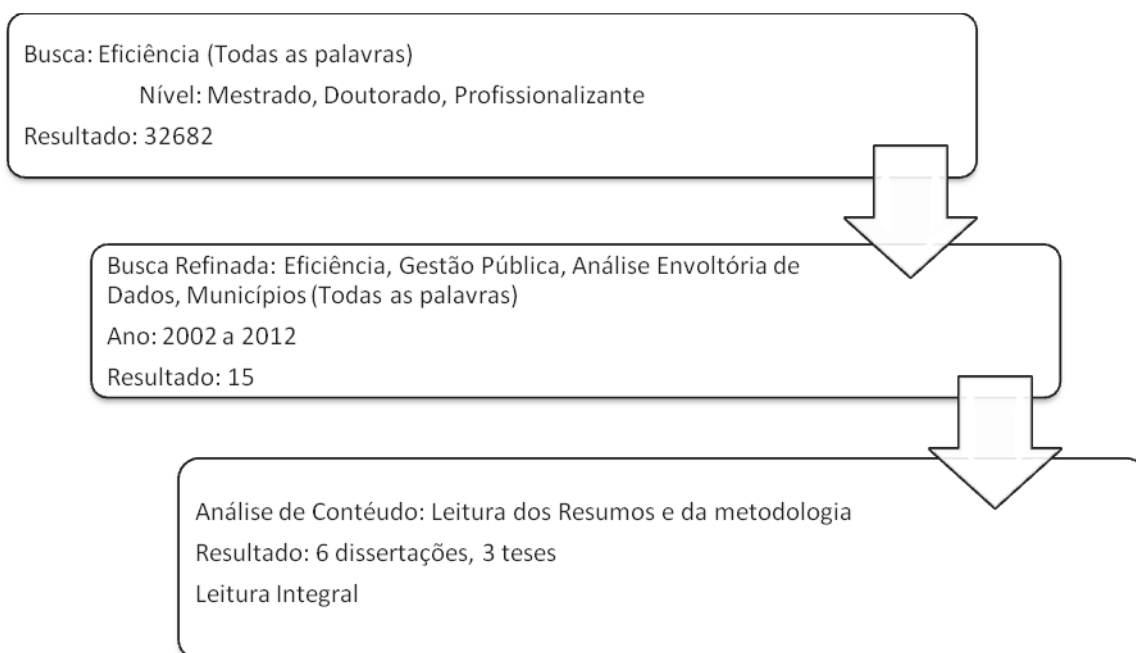 Busca: Eficiência (Todas as palavras)
Nível: Mestrado, Doutorado, Profissionalizante
Resultado: 32682
Busca Refinada: Eficiência, Gestão Pública, Análise Envoltória de
Dados, Municípios (Todas as palavras)
Ano: 2002 a 2012
Resultado: 15
Análise de Contéudo: Leitura dos Resumos e da metodologia
Resultado: 6 dissertações, 3 teses
Leitura Integral